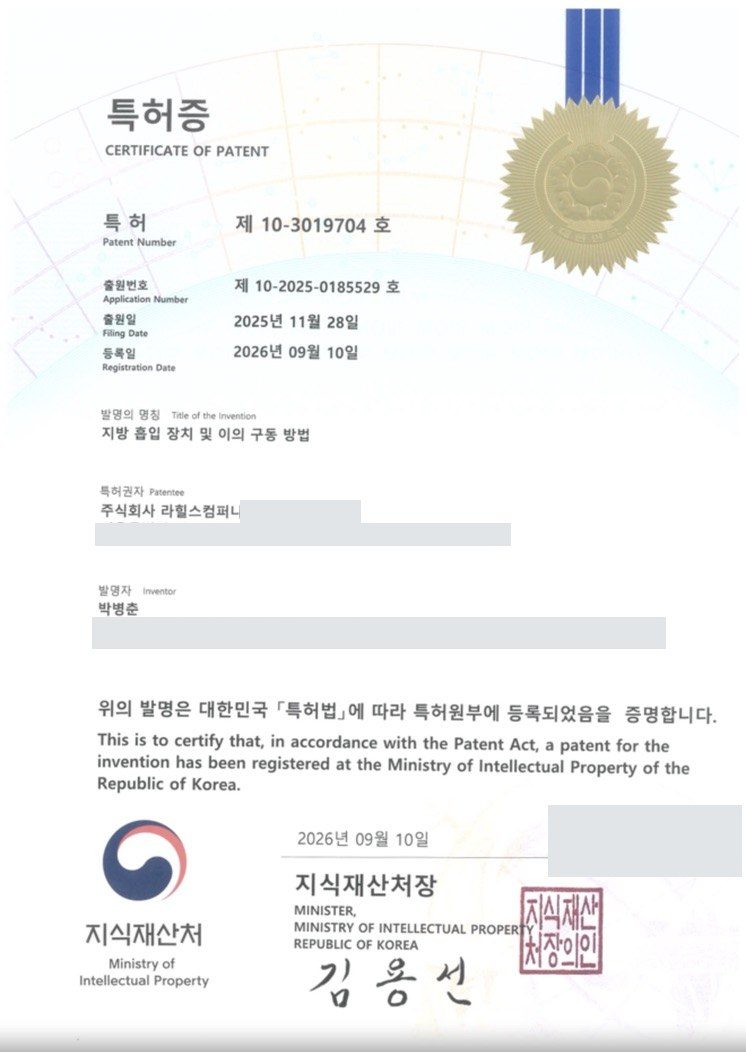 특허증
CERTIFICATE OF PATENT
특 허 제 10-3019704 호
Patent Number
출원번호 제 10-2025-0185529 호
Application Number
출원일 2025년 11월 28일
Filing Date
등록일 2026년 09월 10일
Registration Date
발명의 명칭 Title of the Invention
지방 흡입 장치 및 이의 구동 방법
특허권자 Patentee
주식회사 라힐스컴퍼니
발명자 Inventor
박병춘
위의 발명은 대한민국 「특허법」에 따라 특허원부에 등록되었음을 증명합니다.
This is to certify that, in accordance with the Patent Act, a patent for the
invention has been registered at the Ministry of Intellectual Property of the
Republic of Korea.
2026년 09월 10일
지식재산처장
MINISTER,
MINISTRY OF INTELLECTUAL PROPERTY
REPUBLIC OF KOREA
김용선
지식재산
처장의인
지식재산처
Ministry of
Intellectual Property